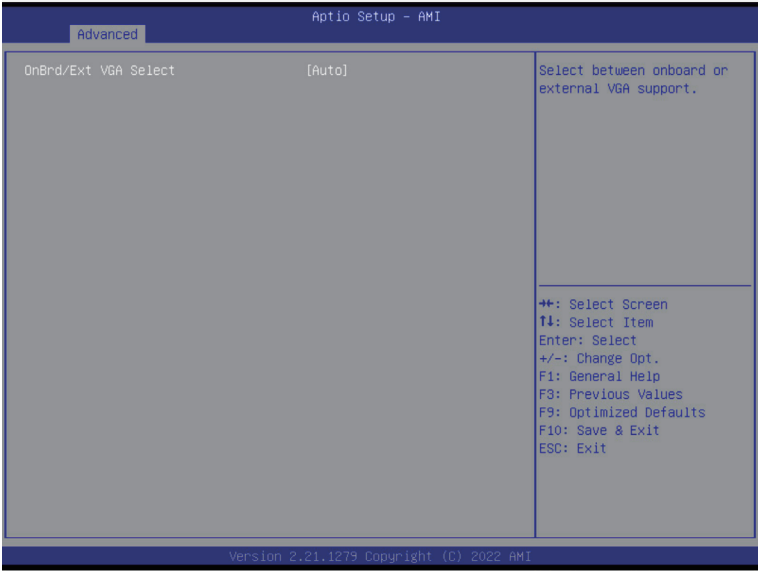 Aptio Setup – AMI
Advanced
OnBrd/Ext VGA Select [Auto]
Select between onboard or
external VGA support.
→←: Select Screen
↑↓: Select Item
Enter: Select
+/-: Change Opt.
F1: General Help
F3: Previous Values
F9: Optimized Defaults
F10: Save & Exit
ESC: Exit
Version 2.21.1279 Copyright (C) 2022 AMI